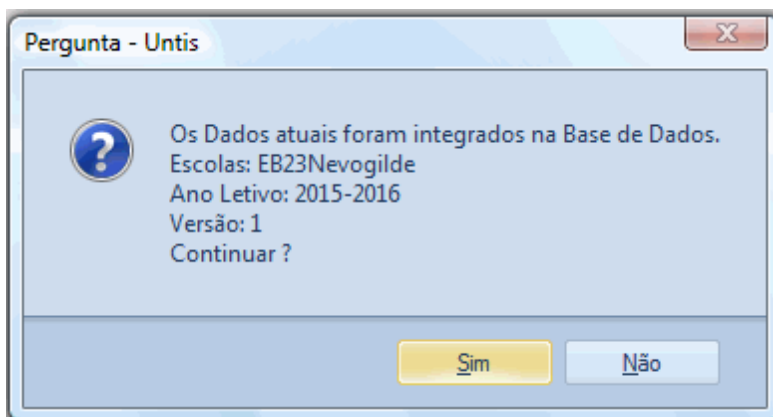 Pergunta - Untis
Os Dados atuais foram integrados na Base de Dados.
Escolas: EB23Nevogilde
Ano Letivo: 2015-2016
Versão: 1
Continuar ?
Sim
Não